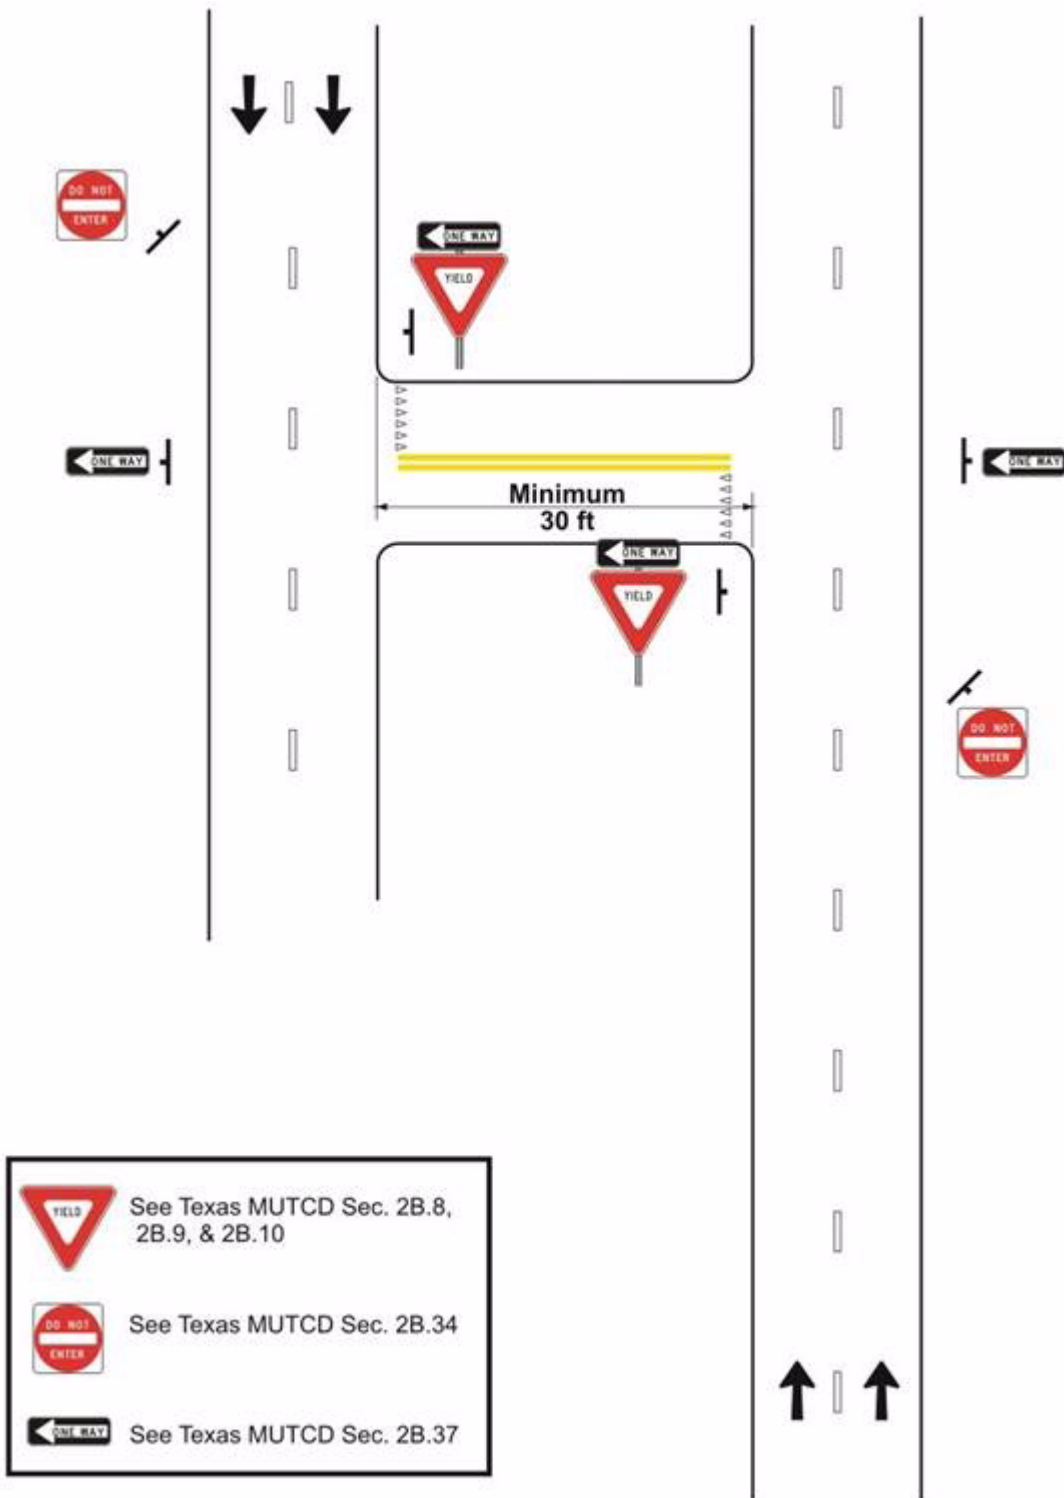 DO NOT
ENTER
ONE WAY
YIELD
ONE WAY
ONE WAY
Minimum
30 ft
ONE WAY
YIELD
DO NOT
ENTER
YIELD
See Texas MUTCD Sec. 2B.8,
2B.9, & 2B.10
DO NOT
ENTER
See Texas MUTCD Sec. 2B.34
ONE WAY
See Texas MUTCD Sec. 2B.37